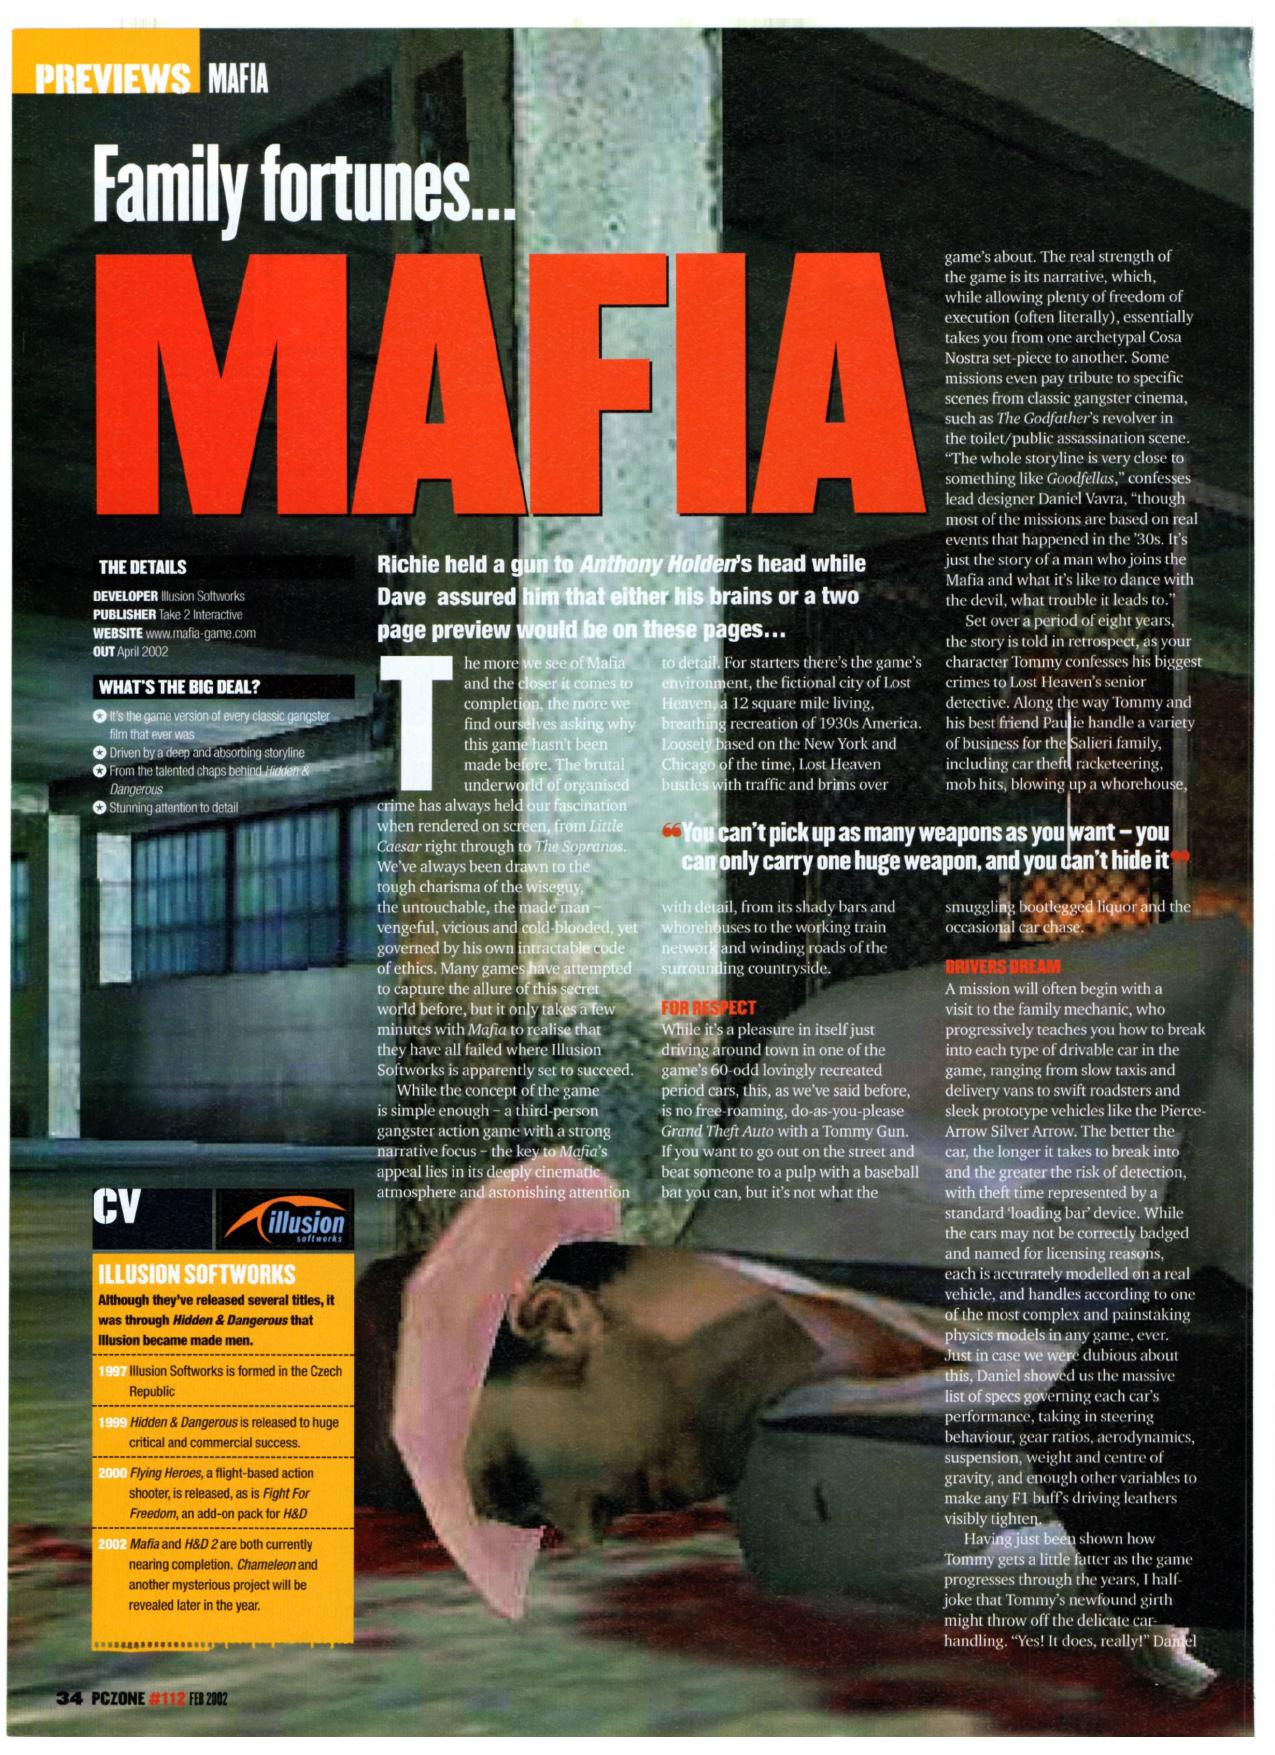 PREVIEWS MAFIA
Family fortunes...
MAFIA
THE DETAILS
DEVELOPER Illusion Softworks
PUBLISHER Take 2 Interactive
WEBSITE www.mafia-game.com
OUT April 2002
WHAT'S THE BIG DEAL?
It's the game version of every classic gangster
film that ever was
Driven by a deep and absorbing storyline
From the talented chaps behind Hidden &
Dangerous
Stunning attention to detail
Richie held a gun to Anthony Holden's head while
Dave assured him that either his brains or a two
page preview would be on these pages...
The more we see of Mafia
and the closer it comes to
completion, the more we
find ourselves asking why
this game hasn't been
made before. The brutal
underworld of organised
crime has always held our fascination
when rendered on screen, from Little
Caesar right through to The Sopranos.
We've always been drawn to the
tough charisma of the wiseguy,
the untouchable, the made man –
vengeful, vicious and cold-blooded, yet
governed by his own intractable code
of ethics. Many games have attempted
to capture the allure of this secret
world before, but it only takes a few
minutes with Mafia to realise that
they have all failed where Illusion
Softworks is apparently set to succeed.
While the concept of the game
is simple enough – a third-person
gangster action game with a strong
narrative focus – the key to Mafia's
appeal lies in its deeply cinematic
atmosphere and astonishing attention
to detail. For starters there's the game's
environment, the fictional city of Lost
Heaven, a 12 square mile living,
breathing recreation of 1930s America.
Loosely based on the New York and
Chicago of the time, Lost Heaven
bustles with traffic and brims over
“You can't pick up as many weapons as you want – you
can only carry one huge weapon, and you can't hide it”
with detail, from its shady bars and
whorehouses to the working train
network and winding roads of the
surrounding countryside.
FOR RESPECT
While it's a pleasure in itself just
driving around town in one of the
game's 60-odd lovingly recreated
period cars, this, as we've said before,
is no free-roaming, do-as-you-please
Grand Theft Auto with a Tommy Gun.
If you want to go out on the street and
beat someone to a pulp with a baseball
bat you can, but it's not what the
game's about. The real strength of
the game is its narrative, which,
while allowing plenty of freedom of
execution (often literally), essentially
takes you from one archetypal Cosa
Nostra set-piece to another. Some
missions even pay tribute to specific
scenes from classic gangster cinema,
such as The Godfather's revolver in
the toilet/public assassination scene.
“The whole storyline is very close to
something like Goodfellas,” confesses
lead designer Daniel Vavra, “though
most of the missions are based on real
events that happened in the '30s. It's
just the story of a man who joins the
Mafia and what it's like to dance with
the devil, what trouble it leads to.”
Set over a period of eight years,
the story is told in retrospect, as your
character Tommy confesses his biggest
crimes to Lost Heaven's senior
detective. Along the way Tommy and
his best friend Paulie handle a variety
of business for the Salieri family,
including car theft, racketeering,
mob hits, blowing up a whorehouse,
smuggling bootlegged liquor and the
occasional car chase.
DRIVERS DREAM
A mission will often begin with a
visit to the family mechanic, who
progressively teaches you how to break
into each type of drivable car in the
game, ranging from slow taxis and
delivery vans to swift roadsters and
sleek prototype vehicles like the Pierce-
Arrow Silver Arrow. The better the
car, the longer it takes to break into
and the greater the risk of detection,
with theft time represented by a
standard 'loading bar' device. While
the cars may not be correctly badged
and named for licensing reasons,
each is accurately modelled on a real
vehicle, and handles according to one
of the most complex and painstaking
physics models in any game, ever.
Just in case we were dubious about
this, Daniel showed us the massive
list of specs governing each car's
performance, taking in steering
behaviour, gear ratios, aerodynamics,
suspension, weight and centre of
gravity, and enough other variables to
make any F1 buff's driving leathers
visibly tighten.
Having just been shown how
Tommy gets a little fatter as the game
progresses through the years, I half-
joke that Tommy's newfound girth
might throw off the delicate car-
handling. “Yes! It does, really!” Daniel
CV
illusion
softworks
ILLUSION SOFTWORKS
Although they've released several titles, it
was through Hidden & Dangerous that
Illusion became made men.
1997 Illusion Softworks is formed in the Czech
Republic
1999 Hidden & Dangerous is released to huge
critical and commercial success.
2000 Flying Heroes, a flight-based action
shooter, is released, as is Fight For
Freedom, an add-on pack for H&D
2002 Mafia and H&D 2 are both currently
nearing completion. Chameleon and
another mysterious project will be
revealed later in the year.
34 PCZONE #112 FEB 2002